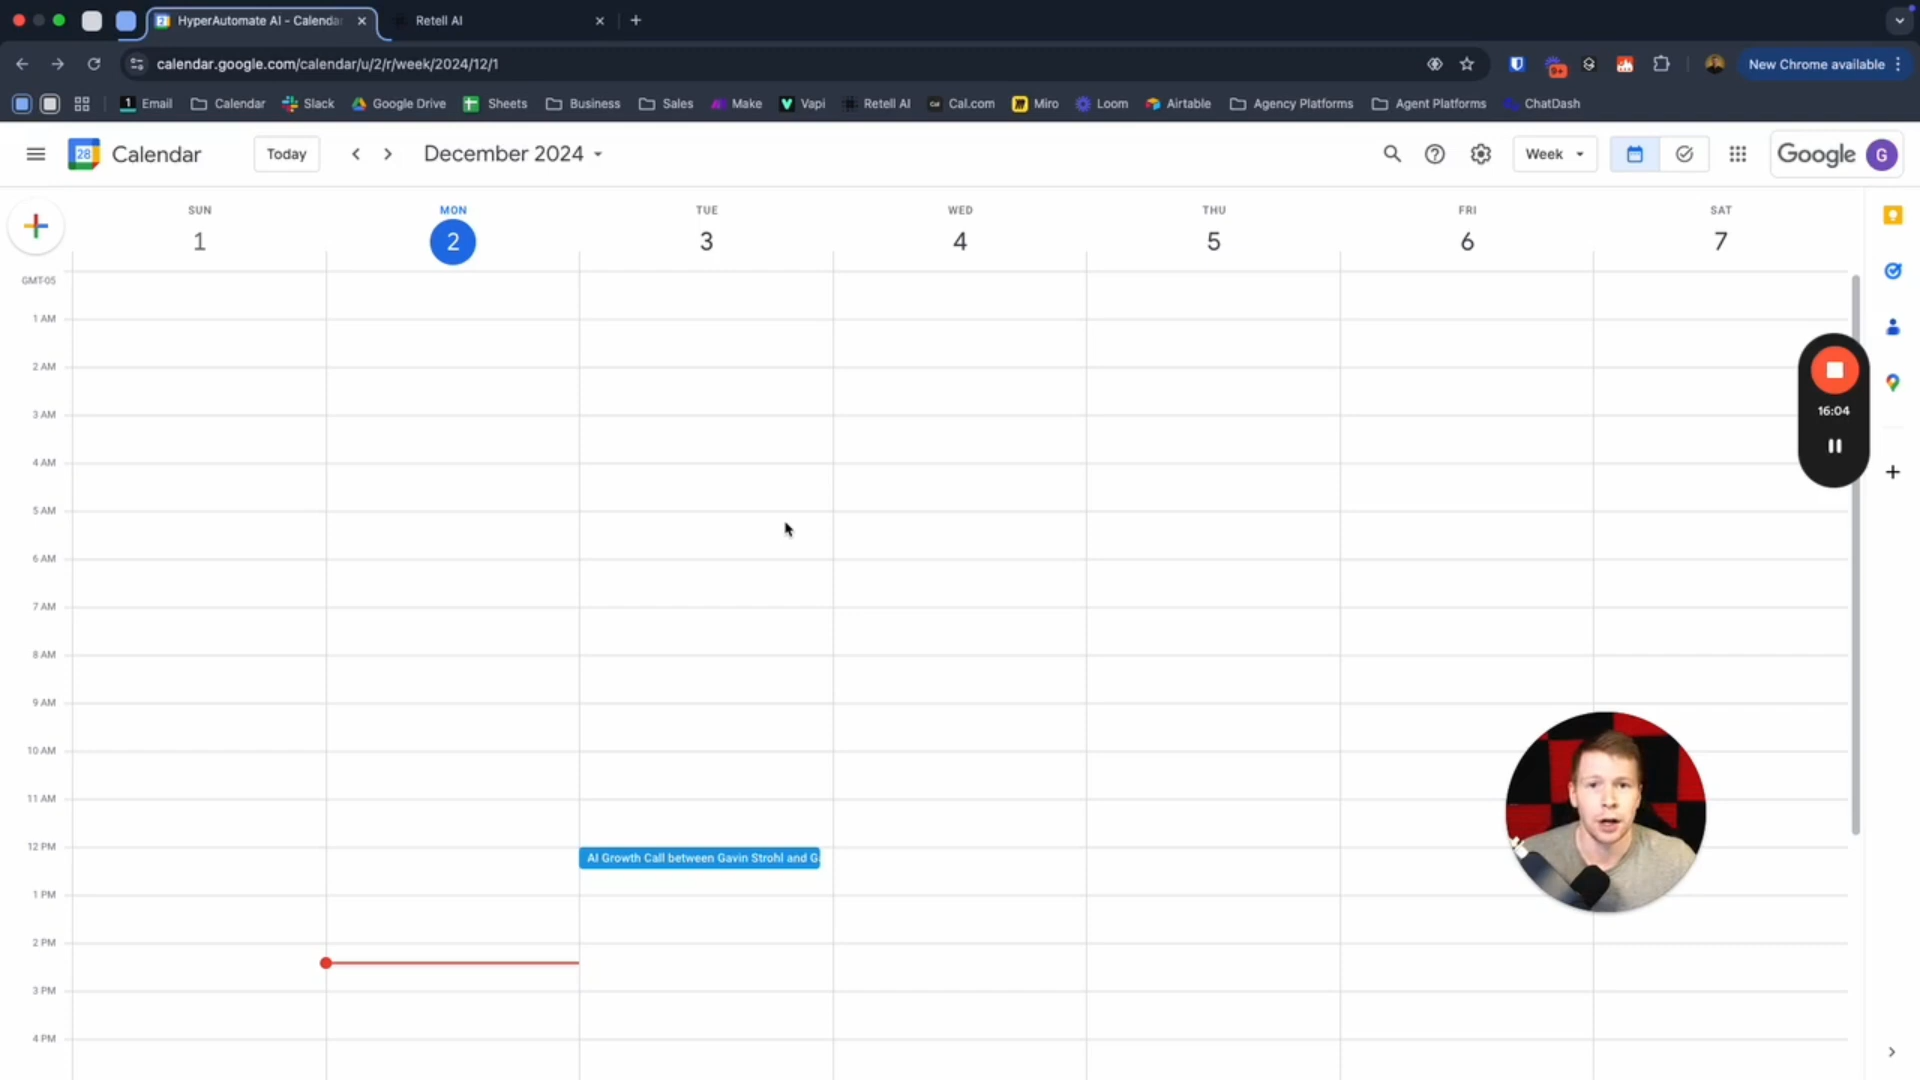 HyperAutomate AI - Calenda
Retell AI
calendar.google.com/calendar/u/2/r/week/2024/12/1
9+
New Chrome available
1 Email
Calendar
Slack
Google Drive
Sheets
Business
Sales
Make
Vapi
Retell AI
Cal.com
Miro
Loom
Airtable
Agency Platforms
Agent Platforms
ChatDash
28
Calendar
Today
December 2024
Week
Google
G
SUN
1
MON
2
TUE
3
WED
4
THU
5
FRI
6
SAT
7
GMT-05
1 AM
2 AM
3 AM
4 AM
5 AM
6 AM
7 AM
8 AM
9 AM
10 AM
11 AM
12 PM
1 PM
2 PM
3 PM
4 PM
AI Growth Call between Gavin Strohl and G
16:04